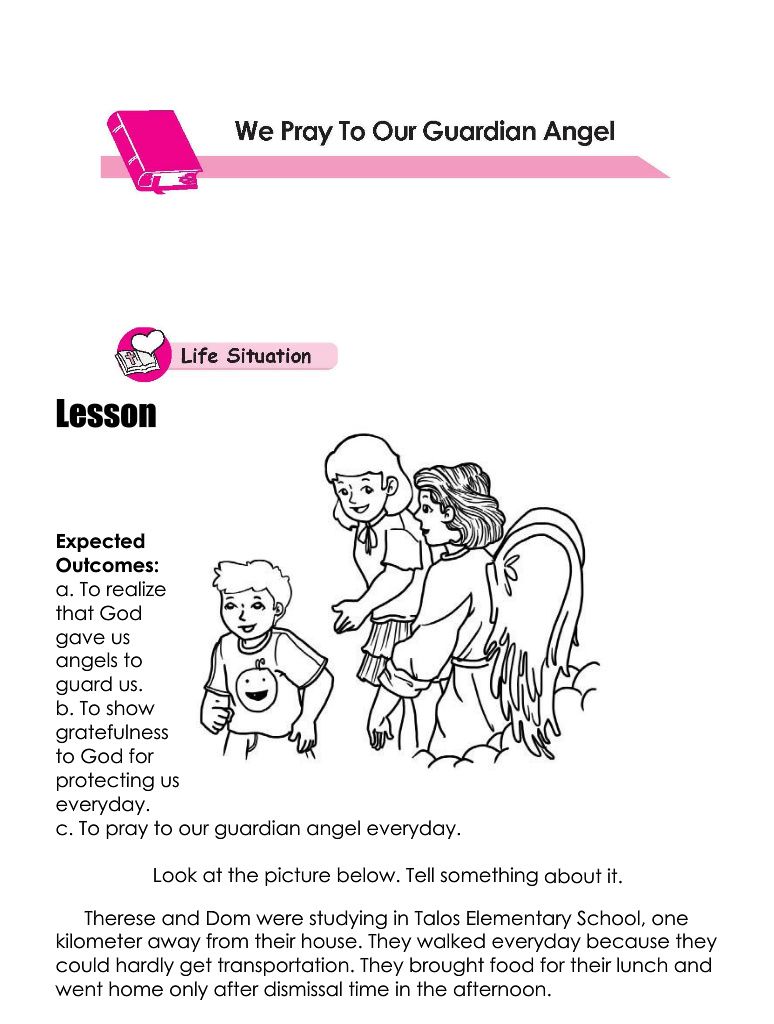 We Pray To Our Guardian Angel
Life Situation
Lesson
Expected
Outcomes:
a. To realize
that God
gave us
angels to
guard us.
b. To show
gratefulness
to God for
protecting us
everyday.
c. To pray to our guardian angel everyday.
Look at the picture below. Tell something about it.
Therese and Dom were studying in Talos Elementary School, one
kilometer away from their house. They walked everyday because they
could hardly get transportation. They brought food for their lunch and
went home only after dismissal time in the afternoon.